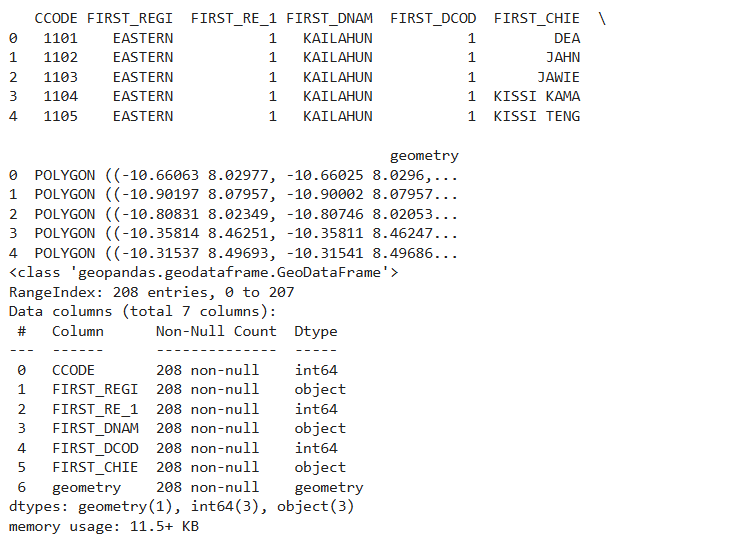 CCODE FIRST_REGI  FIRST_RE_1 FIRST_DNAM  FIRST_DCOD  FIRST_CHIE  \
0   1101    EASTERN           1   KAILAHUN           1         DEA
1   1102    EASTERN           1   KAILAHUN           1        JAHN
2   1103    EASTERN           1   KAILAHUN           1       JAWIE
3   1104    EASTERN           1   KAILAHUN           1  KISSI KAMA
4   1105    EASTERN           1   KAILAHUN           1  KISSI TENG

                                            geometry
0  POLYGON ((-10.66063 8.02977, -10.66025 8.0296,...
1  POLYGON ((-10.90197 8.07957, -10.90002 8.07957...
2  POLYGON ((-10.80831 8.02349, -10.80746 8.02053...
3  POLYGON ((-10.35814 8.46251, -10.35811 8.46247...
4  POLYGON ((-10.31537 8.49693, -10.31541 8.49686...
<class 'geopandas.geodataframe.GeoDataFrame'>
RangeIndex: 208 entries, 0 to 207
Data columns (total 7 columns):
 #   Column      Non-Null Count  Dtype
---  ------      --------------  -----
 0   CCODE       208 non-null    int64
 1   FIRST_REGI  208 non-null    object
 2   FIRST_RE_1  208 non-null    int64
 3   FIRST_DNAM  208 non-null    object
 4   FIRST_DCOD  208 non-null    int64
 5   FIRST_CHIE  208 non-null    object
 6   geometry    208 non-null    geometry
dtypes: geometry(1), int64(3), object(3)
memory usage: 11.5+ KB